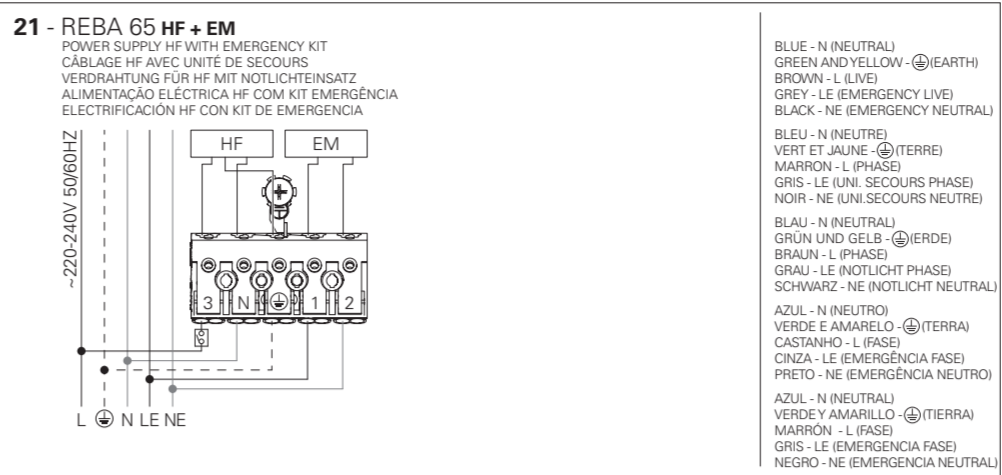 21 - REBA 65 HF + EM
POWER SUPPLY HF WITH EMERGENCY KIT
CÂBLAGE HF AVEC UNITÉ DE SECOURS
VERDRAHTUNG FÜR HF MIT NOTLICHTEINSATZ
ALIMENTAÇÃO ELÉCTRICA HF COM KIT EMERGÊNCIA
ELECTRIFICACIÓN HF CON KIT DE EMERGENCIA
~220-240V 50/60HZ
HF EM
3 N 1 2
L N LE NE
BLUE - N (NEUTRAL)
GREEN AND YELLOW - (EARTH)
BROWN - L (LIVE)
GREY - LE (EMERGENCY LIVE)
BLACK - NE (EMERGENCY NEUTRAL)
BLEU - N (NEUTRE)
VERT ET JAUNE - (TERRE)
MARRON - L (PHASE)
GRIS - LE (UNI. SECOURS PHASE)
NOIR - NE (UNI.SECOURS NEUTRE)
BLAU - N (NEUTRAL)
GRÜN UND GELB - (ERDE)
BRAUN - L (PHASE)
GRAU - LE (NOTLICHT PHASE)
SCHWARZ - NE (NOTLICHT NEUTRAL)
AZUL - N (NEUTRO)
VERDE E AMARELO - (TERRA)
CASTANHO - L (FASE)
CINZA - LE (EMERGÊNCIA FASE)
PRETO - NE (EMERGÊNCIA NEUTRO)
AZUL - N (NEUTRAL)
VERDE Y AMARILLO - (TIERRA)
MARRÓN - L (FASE)
GRIS - LE (EMERGENCIA FASE)
NEGRO - NE (EMERGENCIA NEUTRAL)